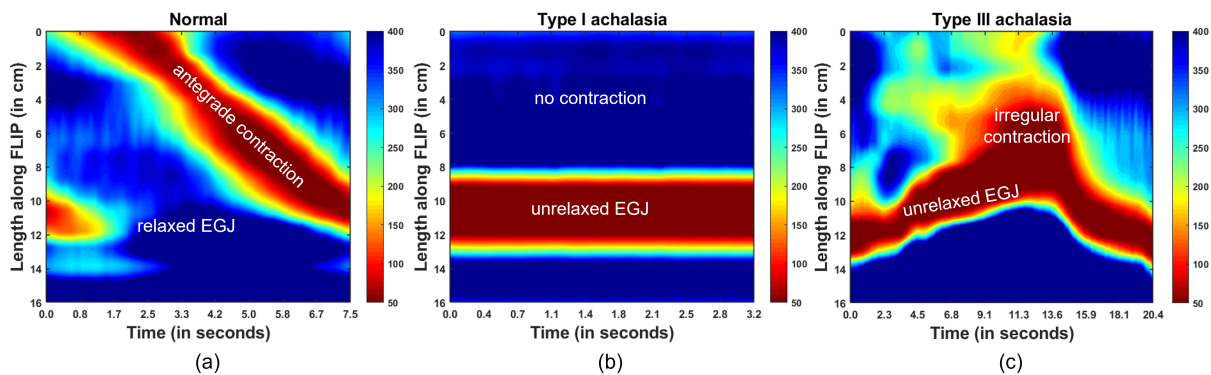 Normal
Length along FLIP (in cm)
0
2
4
6
8
10
12
14
16
antegrade contraction
relaxed EGJ
0.0 0.8 1.7 2.5 3.3 4.2 5.0 5.8 6.7 7.5
Time (in seconds)
400
350
300
250
200
150
100
50
(a)
Type I achalasia
Length along FLIP (in cm)
0
2
4
6
8
10
12
14
16
no contraction
unrelaxed EGJ
0.0 0.4 0.7 1.1 1.4 1.8 2.2 2.5 2.8 3.2
Time (in seconds)
400
350
300
250
200
150
100
50
(b)
Type III achalasia
Length along FLIP (in cm)
0
2
4
6
8
10
12
14
16
irregular
contraction
unrelaxed EGJ
0.0 2.3 4.5 6.8 9.1 11.3 13.6 15.9 18.1 20.4
Time (in seconds)
400
350
300
250
200
150
100
50
(c)